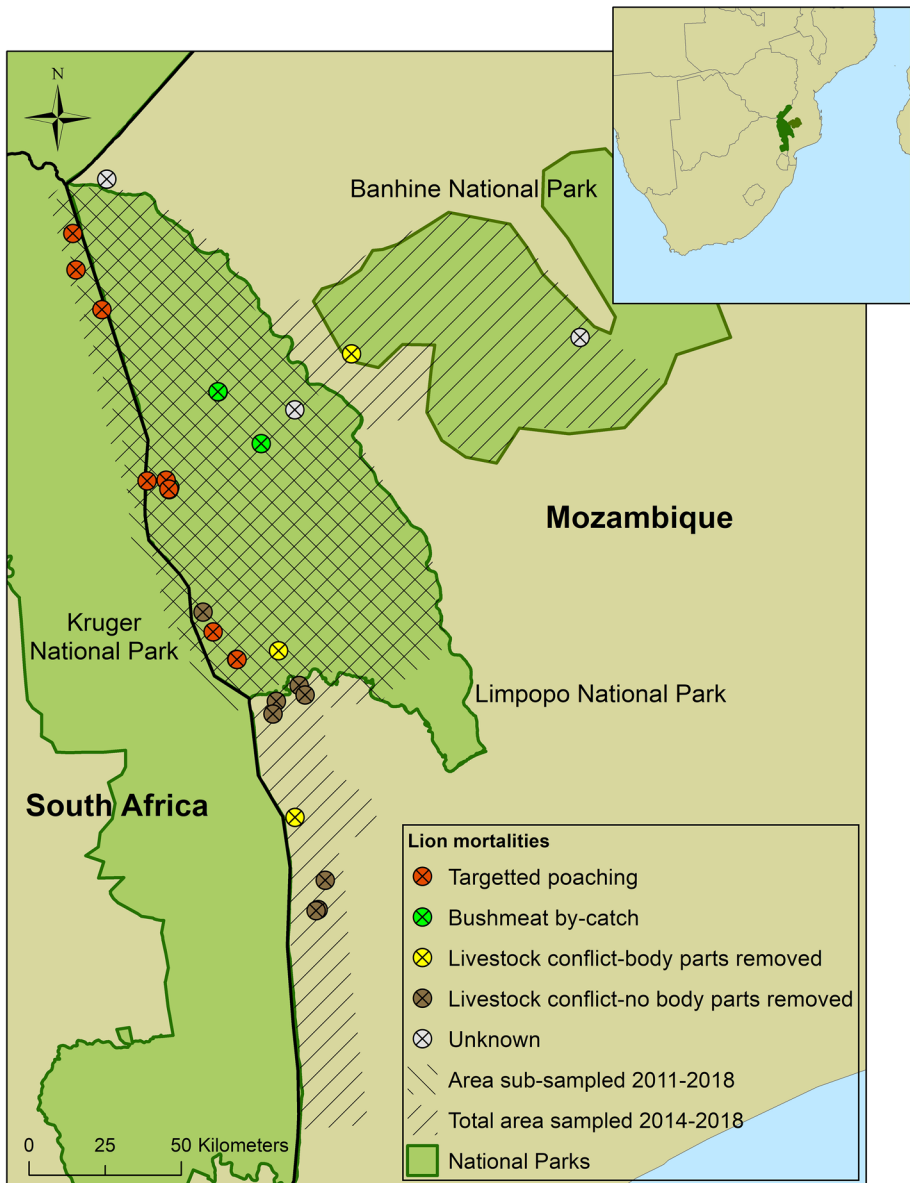 N
Banhine National Park
Mozambique
Kruger
National Park
Limpopo National Park
South Africa
Lion mortalities
Targetted poaching
Bushmeat by-catch
Livestock conflict-body parts removed
Livestock conflict-no body parts removed
Unknown
Area sub-sampled 2011-2018
Total area sampled 2014-2018
National Parks
0 25 50 Kilometers